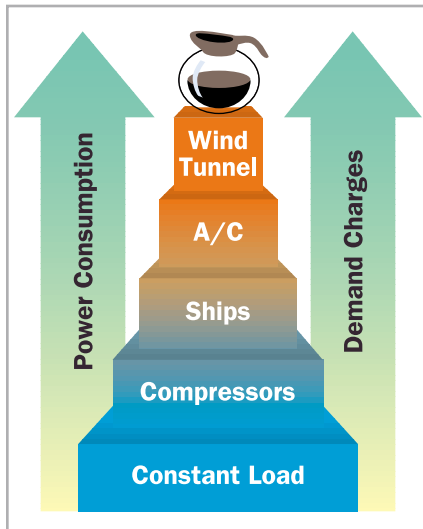 Wind
Tunnel
A/C
Ships
Compressors
Constant Load
Power Consumption
Demand Charges